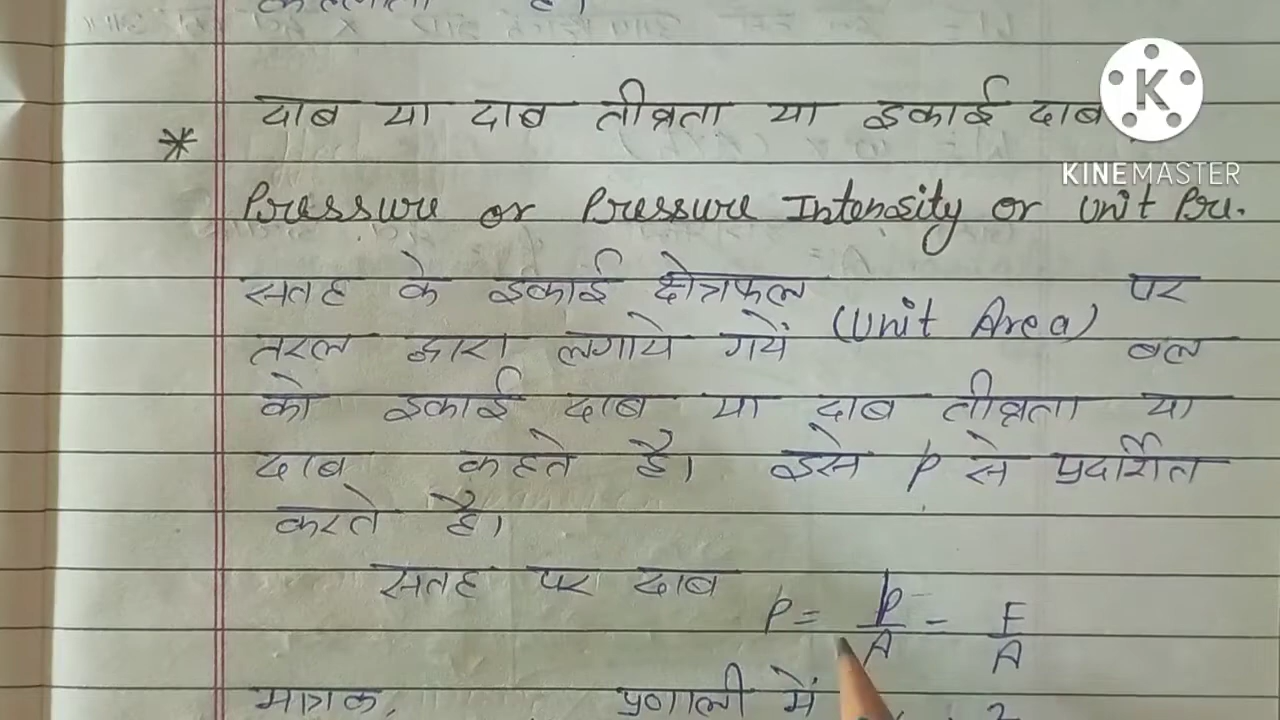 दाब या दाब तीव्रता या इकाई दाब
K
KINEMASTER
*
Pressure or Pressure Intensity or Unit Pre.
सतह के इकाई क्षेत्रफल (Unit Area) पर
तरल द्वारा लगाये गयें बल
को इकाई दाब या दाब तीव्रता या
दाब कहते है। इसे p से प्रदर्शित
करते है।
सतह पर दाब p = P/A = F/A
मात्रक, प्रणाली में